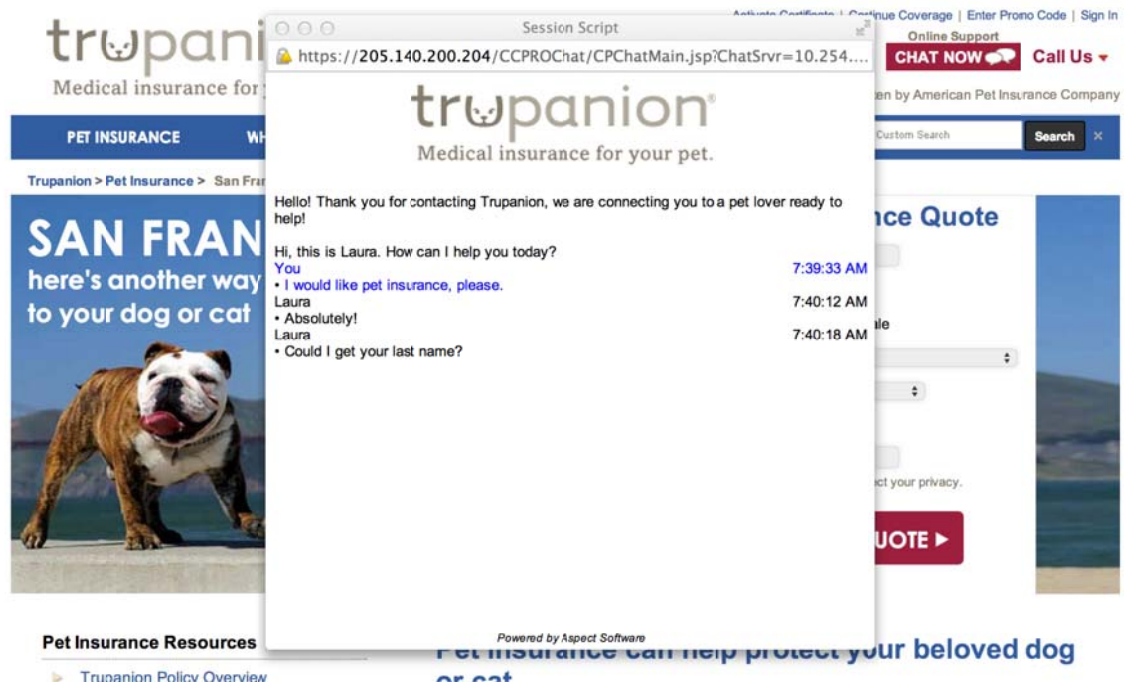 Activate Certificate | Continue Coverage | Enter Promo Code | Sign In
trupani
Medical insurance for
Online Support
CHAT NOW
Call Us
en by American Pet Insurance Company
PET INSURANCE
WH
Custom Search
Search ×
Trupanion > Pet Insurance > San Fran
SAN FRAN
here's another way
to your dog or cat
Session Script
https://205.140.200.204/CCPROChat/CPChatMain.jsp?ChatSrvr=10.254....
trupanion®
Medical insurance for your pet.
Hello! Thank you for contacting Trupanion, we are connecting you to a pet lover ready to
help!
Hi, this is Laura. How can I help you today?
You 7:39:33 AM
• I would like pet insurance, please.
Laura 7:40:12 AM
• Absolutely!
Laura 7:40:18 AM
• Could I get your last name?
Powered by Aspect Software
nce Quote
ale
ct your privacy.
UOTE
Pet Insurance Resources
Trupanion Policy Overview
Pet insurance can help protect your beloved dog
or cat